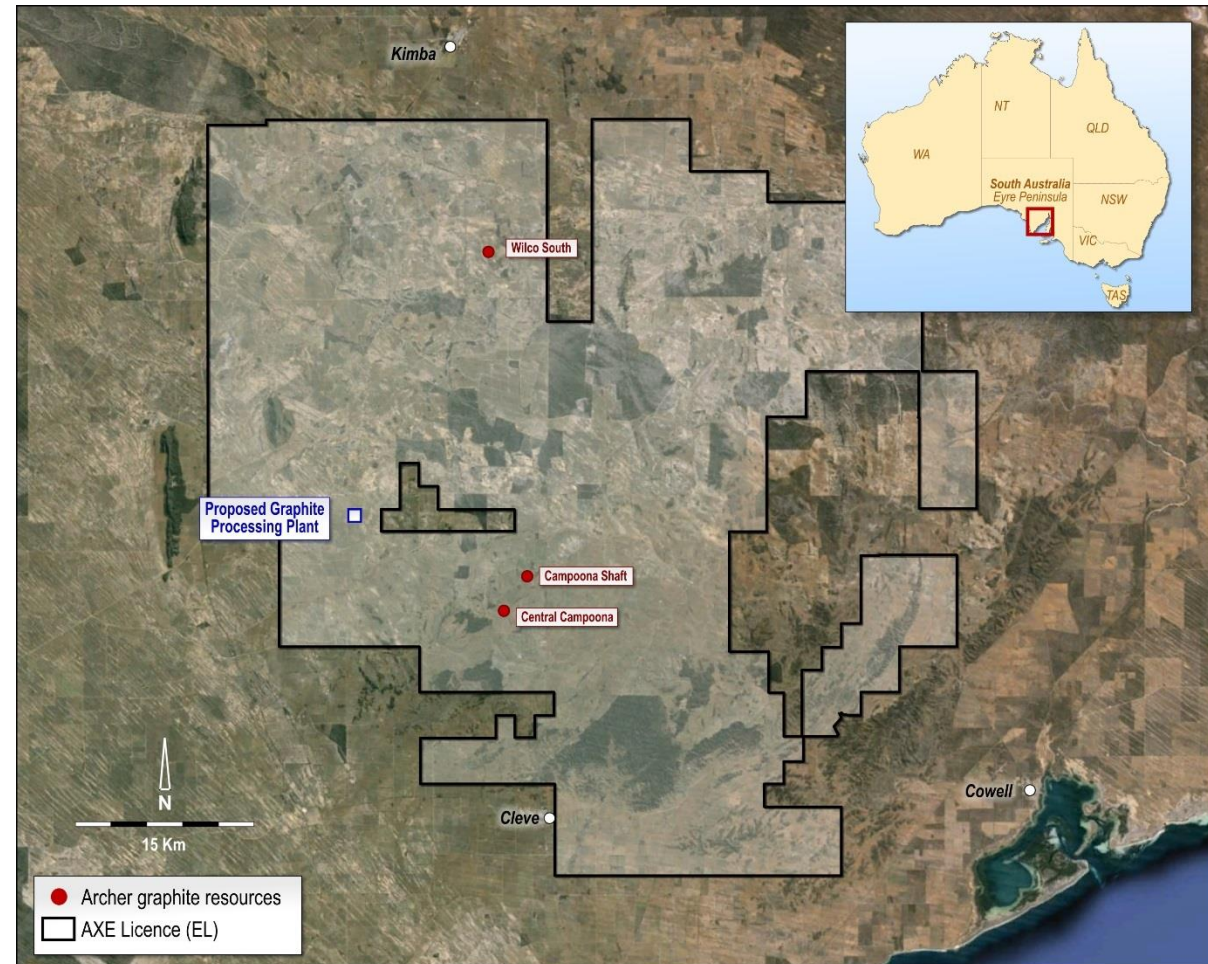 Kimba
NT
QLD
WA
South Australia
Eyre Peninsula
NSW
VIC
TAS
Wilco South
Proposed Graphite
Processing Plant
Campoona Shaft
Central Campoona
N
15 Km
Cleve
Cowell
Archer graphite resources
AXE Licence (EL)